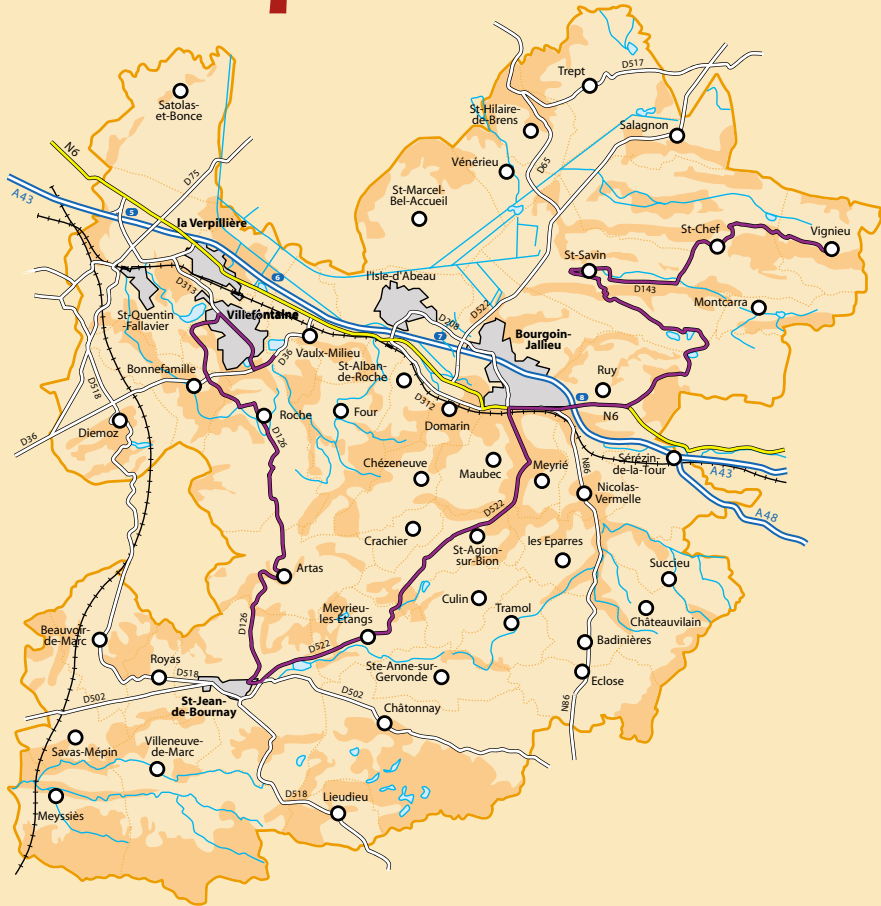 Trept
D517
Satolas-
et-Bonce
St-Hilaire-
de-Brens
Salagnon
N6
D65
Vénérieu
D75
A43
St-Marcel-
Bel-Accueil
5
la Verpillière
St-Chef
Vignieu
St-Savin
6
l'Isle-d'Abeau
D313
D143
Montcarra
St-Quentin
-Fallavier
Villefontaine
D208
D522
7
Bourgoin-
Jallieu
D36
Vaulx-Milieu
Bonnefamille
St-Alban-
de-Roche
Ruy
D518
8
D312
Roche
Four
Domarin
N6
Diemoz
D36
D126
Chézeneuve
Maubec
Meyrié
N86
Sérézin-
de-la-Tour
A43
Nicolas-
Vermelle
D522
A48
Crachier
St-Agion-
sur-Bion
les Eparres
Artas
Succieu
Culin
Tramol
Châteauvilain
Meyrieu-
les-Etangs
D126
Beauvoir-
de-Marc
Badinières
D522
Royas
D518
Ste-Anne-sur-
Gervonde
Eclose
D502
St-Jean-
de-Bournay
D502
N86
Châtonnay
Savas-Mépin
Villeneuve-
de-Marc
D518
Lieudieu
Meyssiès